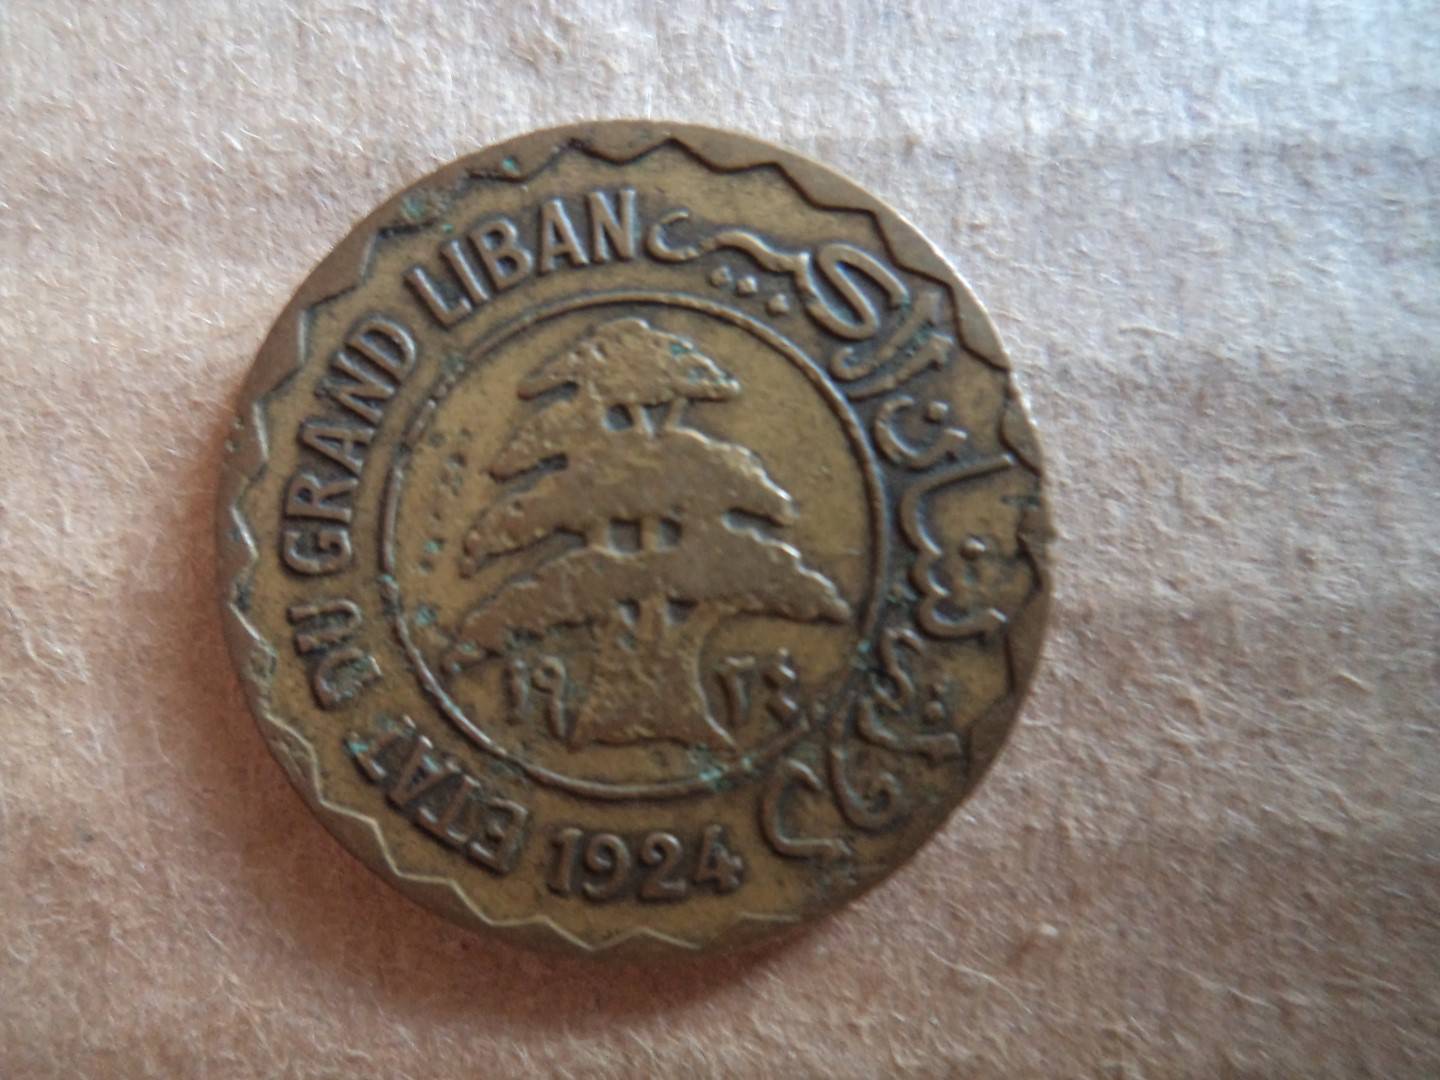 ETAT DU GRAND LIBAN
دولة لبنان الكبير
١٩ ٢٤
1924